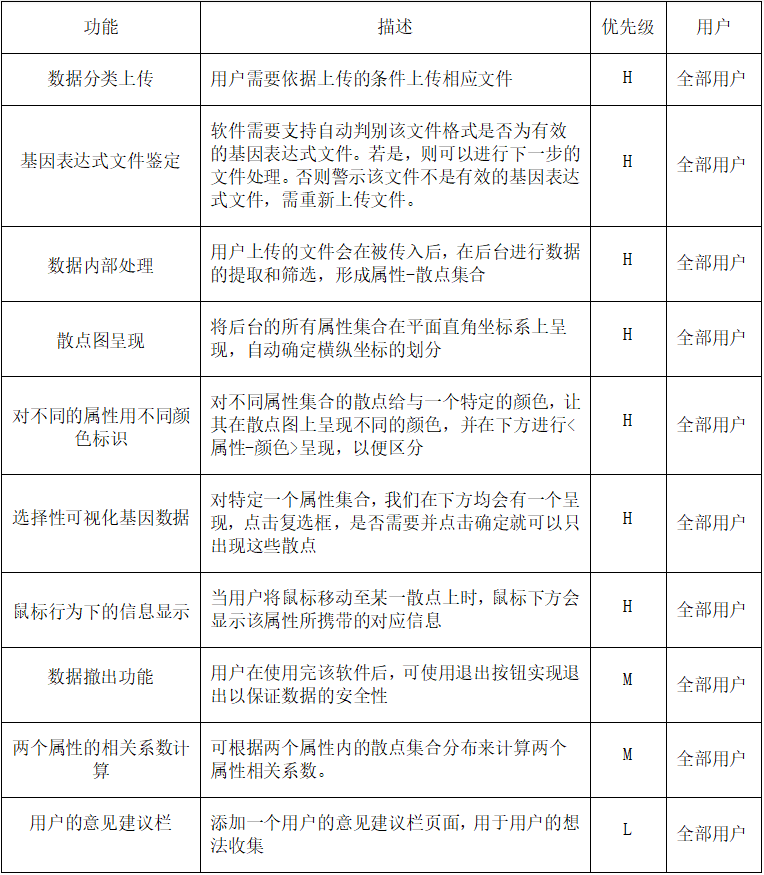 功能 描述 优先级 用户
数据分类上传 用户需要依据上传的条件上传相应文件 H 全部用户
基因表达式文件鉴定
软件需要支持自动判别该文件格式是否为有效
的基因表达式文件。若是，则可以进行下一步的
文件处理。否则警示该文件不是有效的基因表达
式文件，需重新上传文件。
H 全部用户
数据内部处理
用户上传的文件会在被传入后，在后台进行数据
的提取和筛选，形成属性-散点集合
H 全部用户
散点图呈现
将后台的所有属性集合在平面直角坐标系上呈
现，自动确定横纵坐标的划分
H 全部用户
对不同的属性用不同颜
色标识
对不同属性集合的散点给与一个特定的颜色，让
其在散点图上呈现不同的颜色，并在下方进行<
属性-颜色>呈现，以便区分
H 全部用户
选择性可视化基因数据
对特定一个属性集合，我们在下方均会有一个呈
现，点击复选框，是否需要并点击确定就可以只
出现这些散点
H 全部用户
鼠标行为下的信息显示
当用户将鼠标移动至某一散点上时，鼠标下方会
显示该属性所携带的对应信息
H 全部用户
数据撤出功能
用户在使用完该软件后，可使用退出按钮实现退
出以保证数据的安全性
M 全部用户
两个属性的相关系数计
算
可根据两个属性内的散点集合分布来计算两个
属性相关系数。
M 全部用户
用户的意见建议栏
添加一个用户的意见建议栏页面，用于用户的想
法收集
L 全部用户